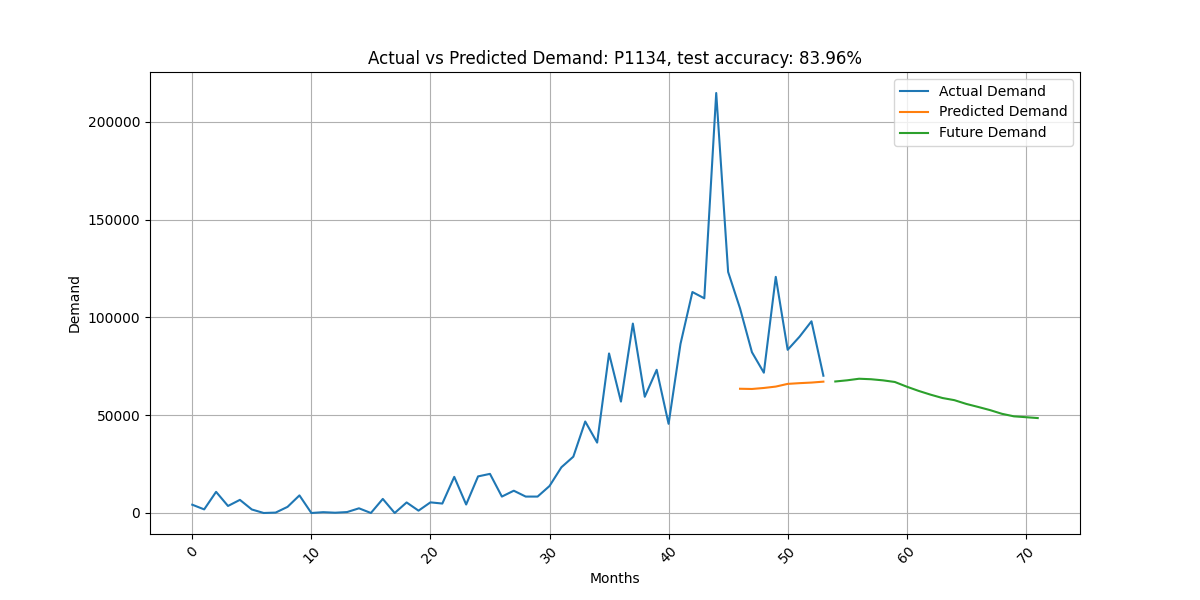 Actual vs Predicted Demand: P1134, test accuracy: 83.96%
Actual Demand
Predicted Demand
Future Demand
200000
150000
100000
50000
0
Demand
0 10 20 30 40 50 60 70
Months